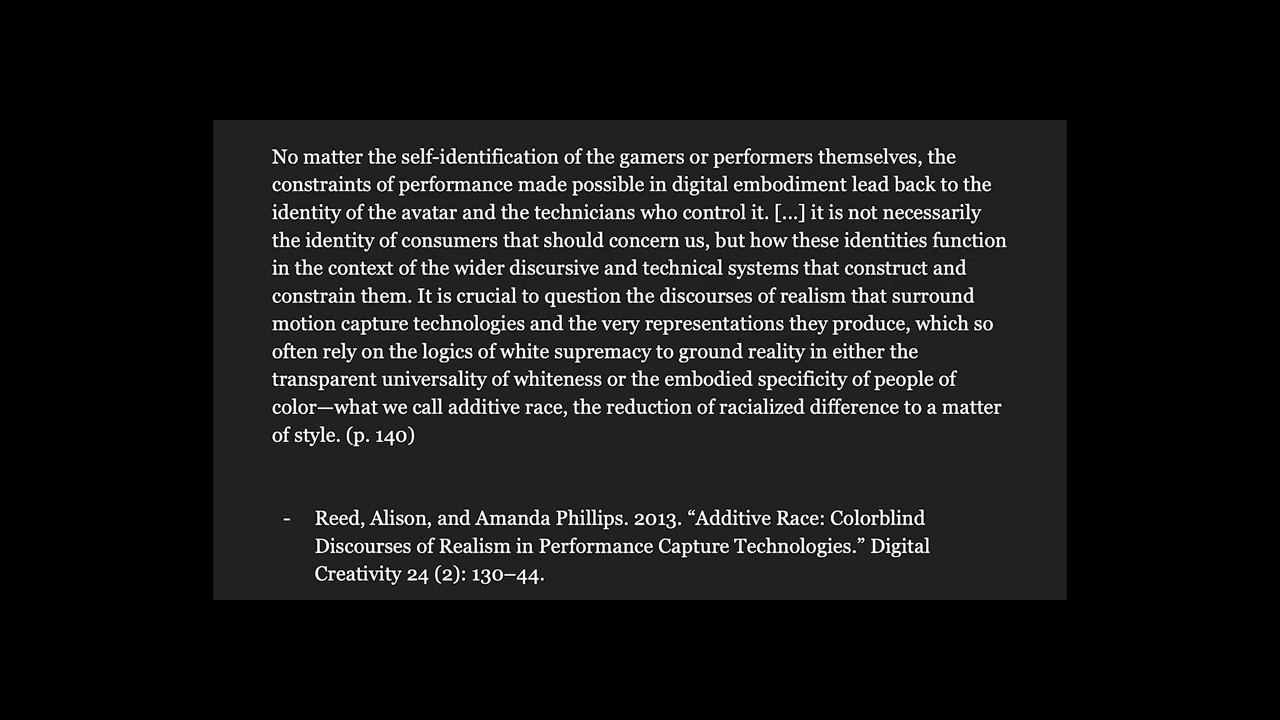 No matter the self-identification of the gamers or performers themselves, the
constraints of performance made possible in digital embodiment lead back to the
identity of the avatar and the technicians who control it. [...] it is not necessarily
the identity of consumers that should concern us, but how these identities function
in the context of the wider discursive and technical systems that construct and
constrain them. It is crucial to question the discourses of realism that surround
motion capture technologies and the very representations they produce, which so
often rely on the logics of white supremacy to ground reality in either the
transparent universality of whiteness or the embodied specificity of people of
color—what we call additive race, the reduction of racialized difference to a matter
of style. (p. 140)
- Reed, Alison, and Amanda Phillips. 2013. “Additive Race: Colorblind
Discourses of Realism in Performance Capture Technologies.” Digital
Creativity 24 (2): 130–44.